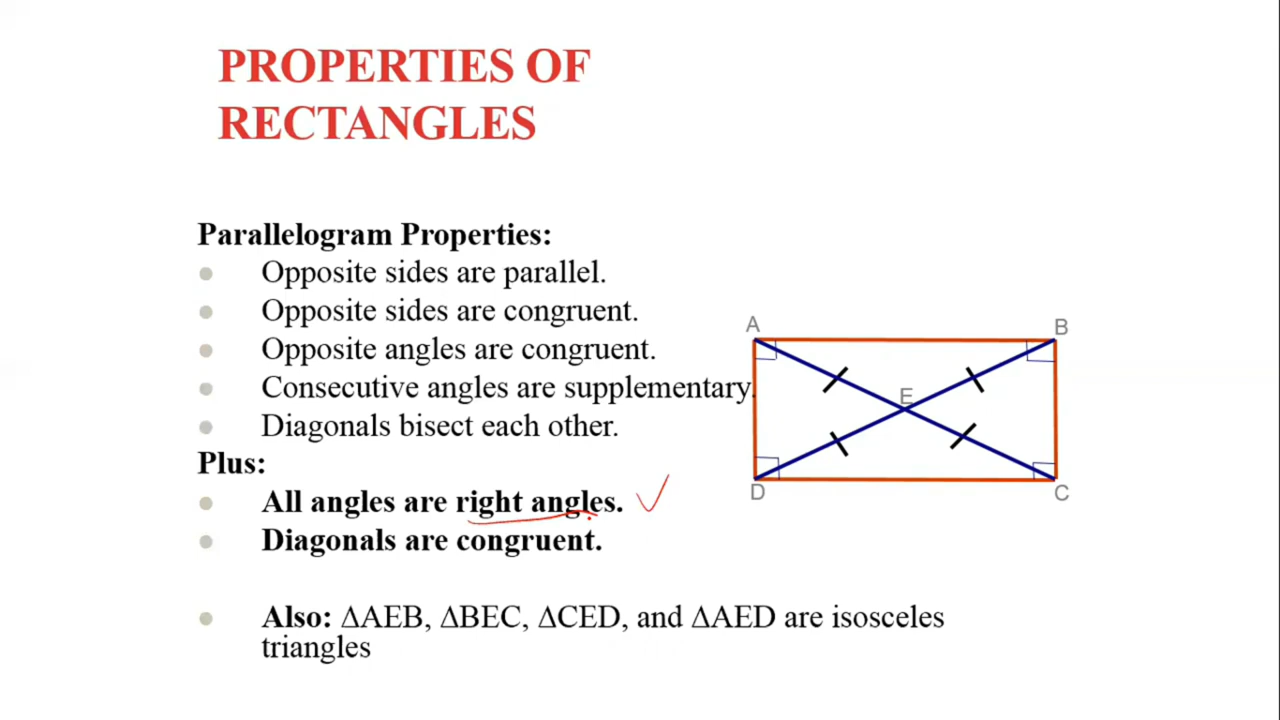 PROPERTIES OF
RECTANGLES
Parallelogram Properties:
Opposite sides are parallel.
Opposite sides are congruent.
Opposite angles are congruent.
Consecutive angles are supplementary.
Diagonals bisect each other.
Plus:
All angles are right angles.
Diagonals are congruent.
Also: ΔAEB, ΔBEC, ΔCED, and ΔAED are isosceles
triangles
A
B
E
D
C